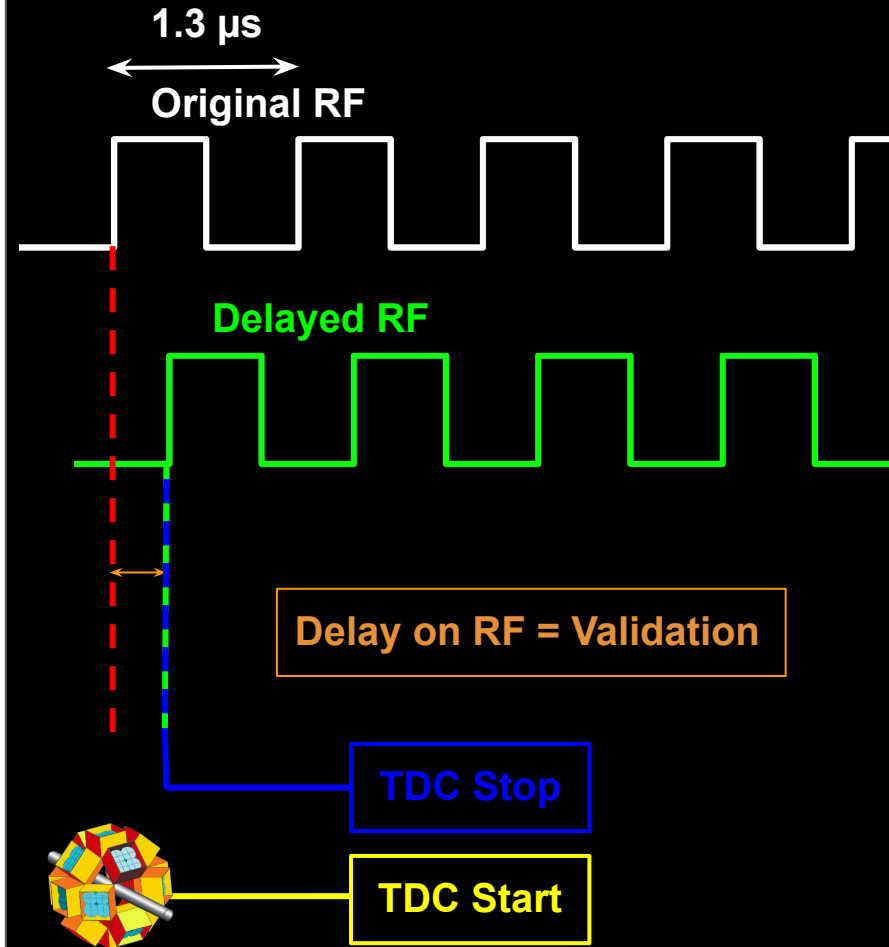 1.3 µs
Original RF
Delayed RF
Delay on RF = Validation
TDC Stop
TDC Start